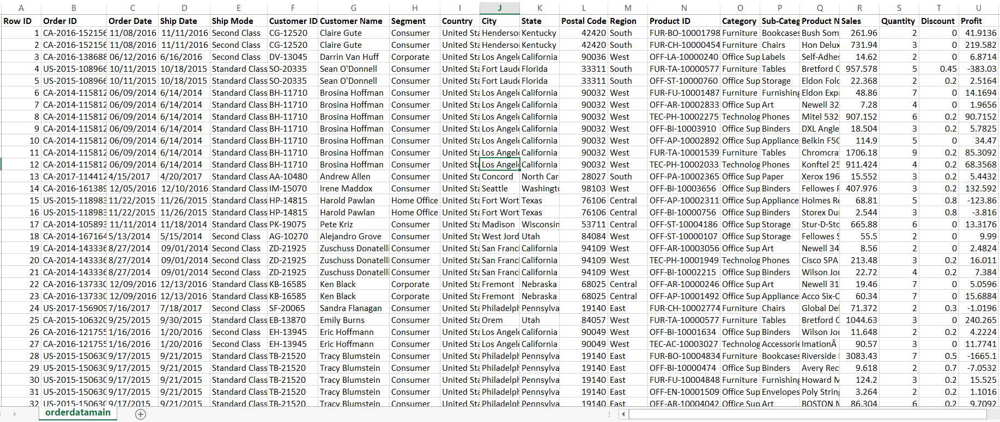 A B C D E F G H I J K L M N O P Q R S T U
Row ID Order ID Order Date Ship Date Ship Mode Customer ID Customer Name Segment Country City State Postal Code Region Product ID Category Sub-Categ Product N Sales Quantity Discount Profit
1 CA-2016-152156 11/08/2016 11/11/2016 Second Class CG-12520 Claire Gute Consumer United Sta Henderso Kentucky 42420 South FUR-BO-10001798 Furniture Bookcases Bush Som 261.96 2 0 41.9136
2 CA-2016-152156 11/08/2016 11/11/2016 Second Class CG-12520 Claire Gute Consumer United Sta Henderso Kentucky 42420 South FUR-CH-10000454 Furniture Chairs Hon Delux 731.94 3 0 219.582
3 CA-2016-138688 06/12/2016 6/16/2016 Second Class DV-13045 Darrin Van Huff Corporate United Sta Los Angele California 90036 West OFF-LA-10000240 Office Sup Labels Self-Adhes 14.62 2 0 6.8714
4 US-2015-108966 10/11/2015 10/18/2015 Standard Class SO-20335 Sean O'Donnell Consumer United Sta Fort Laude Florida 33311 South FUR-TA-10000577 Furniture Tables Bretford C 957.578 5 0.45 -383.03
5 US-2015-108966 10/11/2015 10/18/2015 Standard Class SO-20335 Sean O'Donnell Consumer United Sta Fort Laude Florida 33311 South OFF-ST-10000760 Office Sup Storage Eldon Fold 22.368 2 0.2 2.5164
6 CA-2014-115812 06/09/2014 6/14/2014 Standard Class BH-11710 Brosina Hoffman Consumer United Sta Los Angele California 90032 West FUR-FU-10001487 Furniture Furnishing Eldon Exp 48.86 7 0 14.1694
7 CA-2014-115812 06/09/2014 6/14/2014 Standard Class BH-11710 Brosina Hoffman Consumer United Sta Los Angele California 90032 West OFF-AR-10002833 Office Sup Art Newell 32 7.28 4 0 1.9656
8 CA-2014-115812 06/09/2014 6/14/2014 Standard Class BH-11710 Brosina Hoffman Consumer United Sta Los Angele California 90032 West TEC-PH-10002275 Technolog Phones Mitel 532 907.152 6 0.2 90.7152
9 CA-2014-115812 06/09/2014 6/14/2014 Standard Class BH-11710 Brosina Hoffman Consumer United Sta Los Angele California 90032 West OFF-BI-10003910 Office Sup Binders DXL Angle 18.504 3 0.2 5.7825
10 CA-2014-115812 06/09/2014 6/14/2014 Standard Class BH-11710 Brosina Hoffman Consumer United Sta Los Angele California 90032 West OFF-AP-10002892 Office Sup Appliance Belkin F5C 114.9 5 0 34.47
11 CA-2014-115812 06/09/2014 6/14/2014 Standard Class BH-11710 Brosina Hoffman Consumer United Sta Los Angele California 90032 West FUR-TA-10001539 Furniture Tables Chromcra 1706.18 9 0.2 85.3092
12 CA-2014-115812 06/09/2014 6/14/2014 Standard Class BH-11710 Brosina Hoffman Consumer United Sta Los Angele California 90032 West TEC-PH-10002033 Technolog Phones Konftel 25 911.424 4 0.2 68.3568
13 CA-2017-114412 4/15/2017 4/20/2017 Standard Class AA-10480 Andrew Allen Consumer United Sta Concord North Car 28027 South OFF-PA-10002365 Office Sup Paper Xerox 196 15.552 3 0.2 5.4432
14 CA-2016-161389 12/05/2016 12/10/2016 Standard Class IM-15070 Irene Maddox Consumer United Sta Seattle Washingto 98103 West OFF-BI-10003656 Office Sup Binders Fellowes P 407.976 3 0.2 132.592
15 US-2015-118983 11/22/2015 11/26/2015 Standard Class HP-14815 Harold Pawlan Home Office United Sta Fort Wort Texas 76106 Central OFF-AP-10002311 Office Sup Appliance Holmes Re 68.81 5 0.8 -123.86
16 US-2015-118983 11/22/2015 11/26/2015 Standard Class HP-14815 Harold Pawlan Home Office United Sta Fort Wort Texas 76106 Central OFF-BI-10000756 Office Sup Binders Storex Du 2.544 3 0.8 -3.816
17 CA-2014-105893 11/11/2014 11/18/2014 Standard Class PK-19075 Pete Kriz Consumer United Sta Madison Wisconsin 53711 Central OFF-ST-10004186 Office Sup Storage Stur-D-Sto 665.88 6 0 13.3176
18 CA-2014-167164 5/13/2014 5/15/2014 Second Class AG-10270 Alejandro Grove Consumer United Sta West Jord Utah 84084 West OFF-ST-10000107 Office Sup Storage Fellowes S 55.5 2 0 9.99
19 CA-2014-143336 8/27/2014 09/01/2014 Second Class ZD-21925 Zuschuss Donatelli Consumer United Sta San Franci California 94109 West OFF-AR-10003056 Office Sup Art Newell 34 8.56 2 0 2.4824
20 CA-2014-143336 8/27/2014 09/01/2014 Second Class ZD-21925 Zuschuss Donatelli Consumer United Sta San Franci California 94109 West TEC-PH-10001949 Technolog Phones Cisco SPA 213.48 3 0.2 16.011
21 CA-2014-143336 8/27/2014 09/01/2014 Second Class ZD-21925 Zuschuss Donatelli Consumer United Sta San Franci California 94109 West OFF-BI-10002215 Office Sup Binders Wilson Jor 22.72 4 0.2 7.384
22 CA-2016-137330 12/09/2016 12/13/2016 Standard Class KB-16585 Ken Black Corporate United Sta Fremont Nebraska 68025 Central OFF-AR-10000246 Office Sup Art Newell 31 19.46 7 0 5.0596
23 CA-2016-137330 12/09/2016 12/13/2016 Standard Class KB-16585 Ken Black Corporate United Sta Fremont Nebraska 68025 Central OFF-AP-10001492 Office Sup Appliance Acco Six-O 60.34 7 0 15.6884
24 US-2017-156909 7/16/2017 7/18/2017 Second Class SF-20065 Sandra Flanagan Consumer United Sta Philadelph Pennsylva 19140 East FUR-CH-10002774 Furniture Chairs Global Del 71.372 2 0.3 -1.0196
25 CA-2015-106320 9/25/2015 9/30/2015 Standard Class EB-13870 Emily Burns Consumer United Sta Orem Utah 84057 West FUR-TA-10000577 Furniture Tables Bretford C 1044.63 3 0 240.265
26 CA-2016-121755 1/16/2016 1/20/2016 Second Class EH-13945 Eric Hoffmann Consumer United Sta Los Angele California 90049 West OFF-BI-10001634 Office Sup Binders Wilson Jor 11.648 2 0.2 4.2224
27 CA-2016-121755 1/16/2016 1/20/2016 Second Class EH-13945 Eric Hoffmann Consumer United Sta Los Angele California 90049 West TEC-AC-10003027 Technolog Accessorie ImationÂ 90.57 3 0 11.7741
28 US-2015-150630 9/17/2015 9/21/2015 Standard Class TB-21520 Tracy Blumstein Consumer United Sta Philadelph Pennsylva 19140 East FUR-BO-10004834 Furniture Bookcases Riverside 3083.43 7 0.5 -1665.1
29 US-2015-150630 9/17/2015 9/21/2015 Standard Class TB-21520 Tracy Blumstein Consumer United Sta Philadelph Pennsylva 19140 East OFF-BI-10000474 Office Sup Binders Avery Rec 9.618 2 0.7 -7.0532
30 US-2015-150630 9/17/2015 9/21/2015 Standard Class TB-21520 Tracy Blumstein Consumer United Sta Philadelph Pennsylva 19140 East FUR-FU-10004848 Furniture Furnishing Howard M 124.2 3 0.2 15.525
31 US-2015-150630 9/17/2015 9/21/2015 Standard Class TB-21520 Tracy Blumstein Consumer United Sta Philadelph Pennsylva 19140 East OFF-EN-10001509 Office Sup Envelopes Poly String 3.264 2 0.2 1.1016
32 US-2015-150630 9/17/2015 9/21/2015 Standard Class TB-21520 Tracy Blumstein Consumer United Sta Philadelph Pennsylva 19140 East OFF-AR-10004042 Office Sup Art BOSTON M 86.304 6 0.2 9.7092
orderdatamain